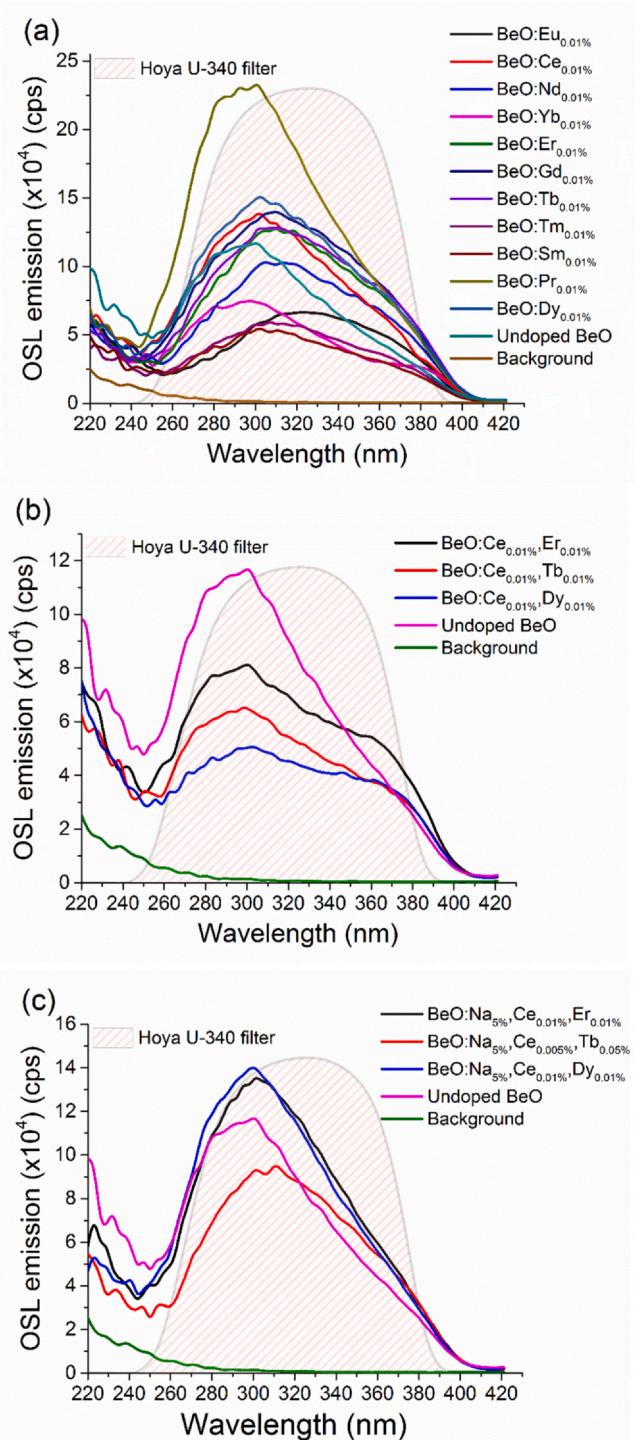 (a)
Hoya U-340 filter
BeO:Eu0.01%
BeO:Ce0.01%
BeO:Nd0.01%
BeO:Yb0.01%
BeO:Er0.01%
BeO:Gd0.01%
BeO:Tb0.01%
BeO:Tm0.01%
BeO:Sm0.01%
BeO:Pr0.01%
BeO:Dy0.01%
Undoped BeO
Background
OSL emission (x10⁴) (cps)
25
20
15
10
5
0
220 240 260 280 300 320 340 360 380 400 420
Wavelength (nm)
(b)
Hoya U-340 filter
BeO:Ce0.01%,Er0.01%
BeO:Ce0.01%,Tb0.01%
BeO:Ce0.01%,Dy0.01%
Undoped BeO
Background
OSL emission (x10⁴) (cps)
12
10
8
6
4
2
0
220 240 260 280 300 320 340 360 380 400 420
Wavelength (nm)
(c)
Hoya U-340 filter
BeO:Na5%,Ce0.01%,Er0.01%
BeO:Na5%,Ce0.005%,Tb0.05%
BeO:Na5%,Ce0.01%,Dy0.01%
Undoped BeO
Background
OSL emission (x10⁴) (cps)
16
14
12
10
8
6
4
2
0
220 240 260 280 300 320 340 360 380 400 420
Wavelength (nm)